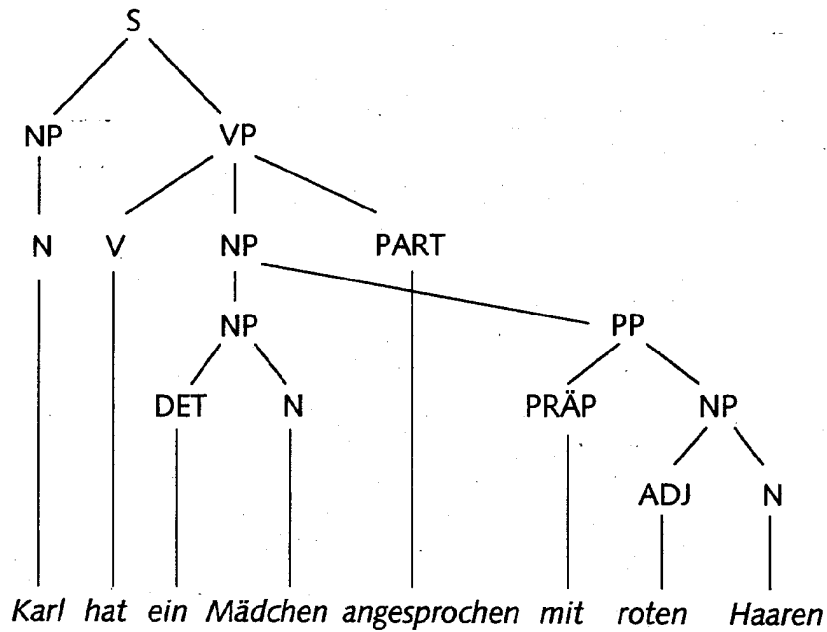 S
NP VP
N V NP PART
NP PP
DET N PRÄP NP
ADJ N
Karl hat ein Mädchen angesprochen mit roten Haaren